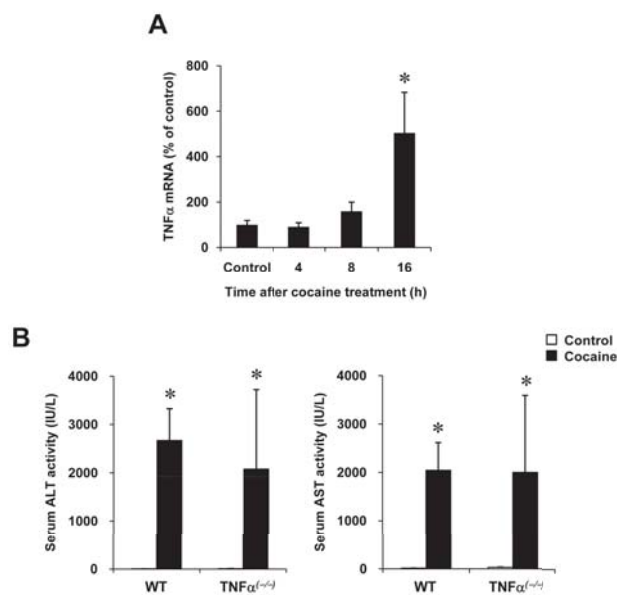 A
TNFα mRNA (% of control)
800
600
400
200
0
*
Control 4 8 16
Time after cocaine treatment (h)
B
Control
Cocaine
Serum ALT activity (IU/L)
4000
3000
2000
1000
0
* *
WT TNFα(-/-)
Serum AST activity (IU/L)
4000
3000
2000
1000
0
* *
WT TNFα(-/-)